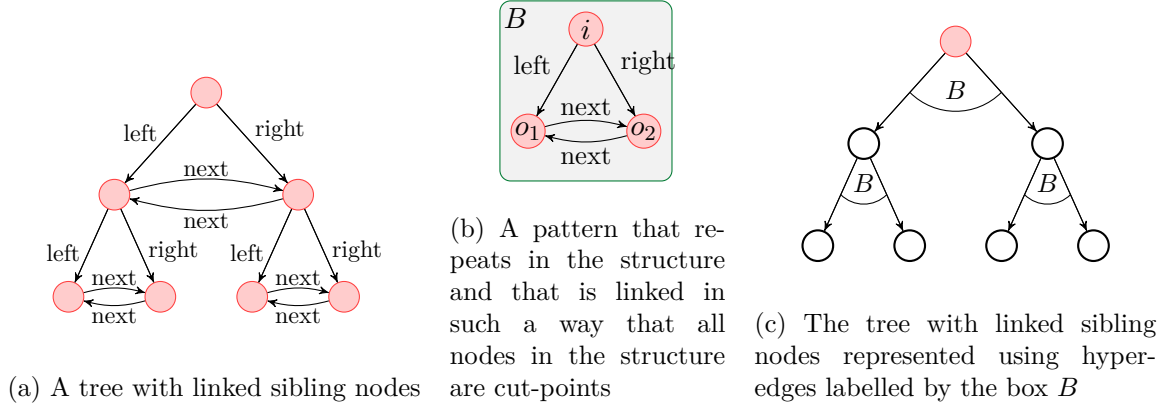 left
right
next
next
left
right
left
right
next
next
next
next
(a) A tree with linked sibling nodes
B
i
left
right
next
o1
o2
next
(b) A pattern that re-
peats in the structure
and that is linked in
such a way that all
nodes in the structure
are cut-points
B
B
B
(c) The tree with linked sibling
nodes represented using hyper-
edges labelled by the box B